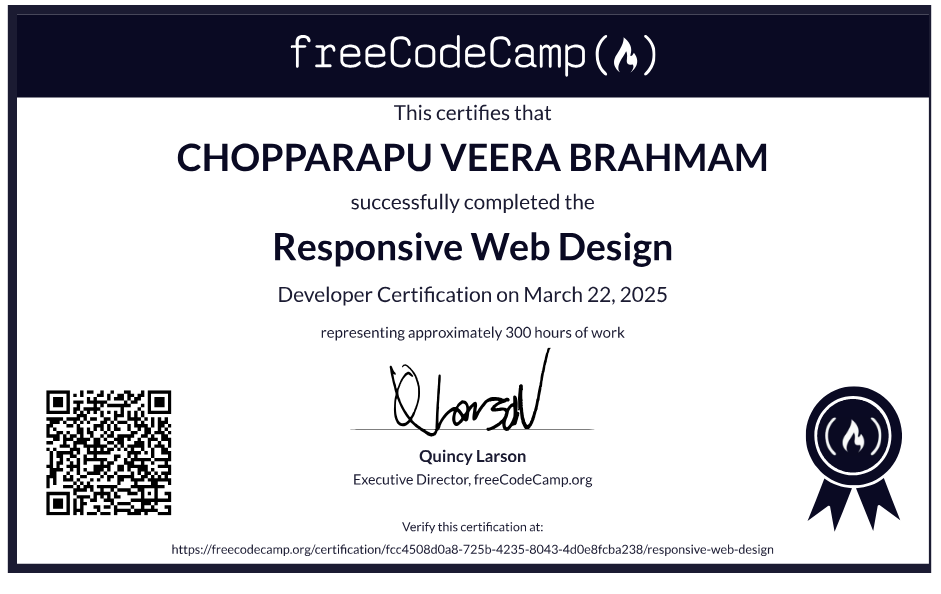 freeCodeCamp
This certifies that
CHOPPARAPU VEERA BRAHMAM
successfully completed the
Responsive Web Design
Developer Certification on March 22, 2025
representing approximately 300 hours of work
Q Larson
Quincy Larson
Executive Director, freeCodeCamp.org
Verify this certification at:
https://freecodecamp.org/certification/fcc4508d0a8-725b-4235-8043-4d0e8fcba238/responsive-web-design